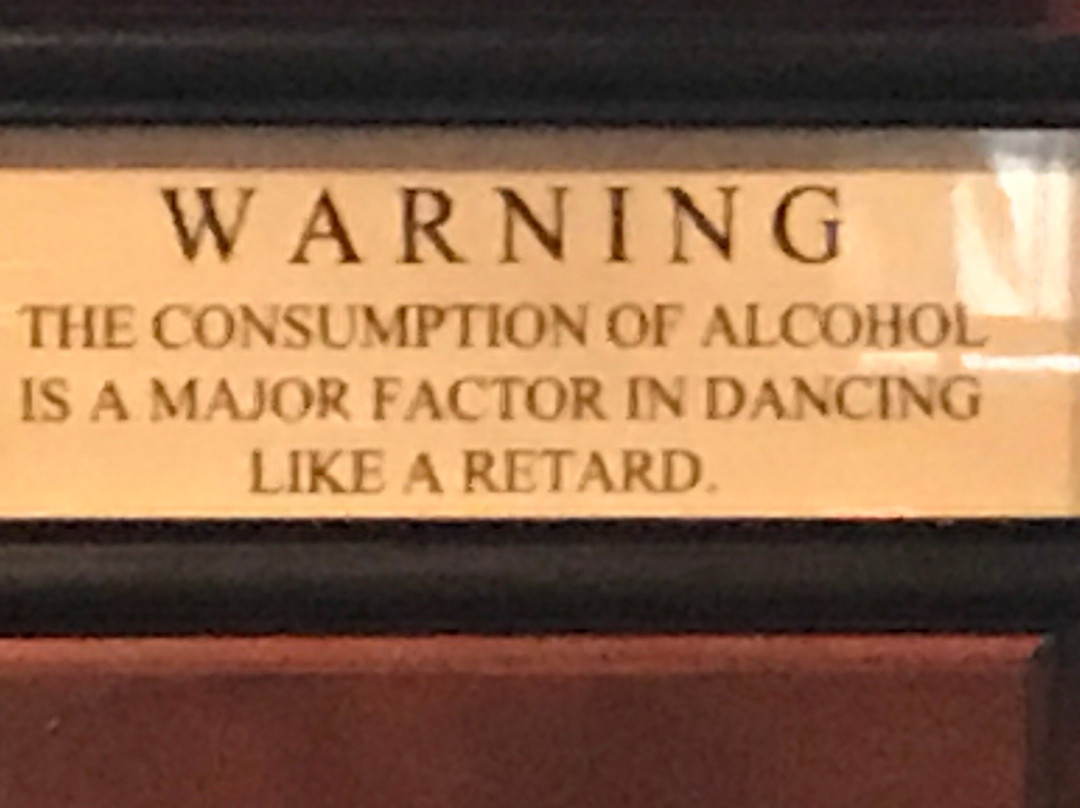 WARNING
THE CONSUMPTION OF ALCOHOL
IS A MAJOR FACTOR IN DANCING
LIKE A RETARD.